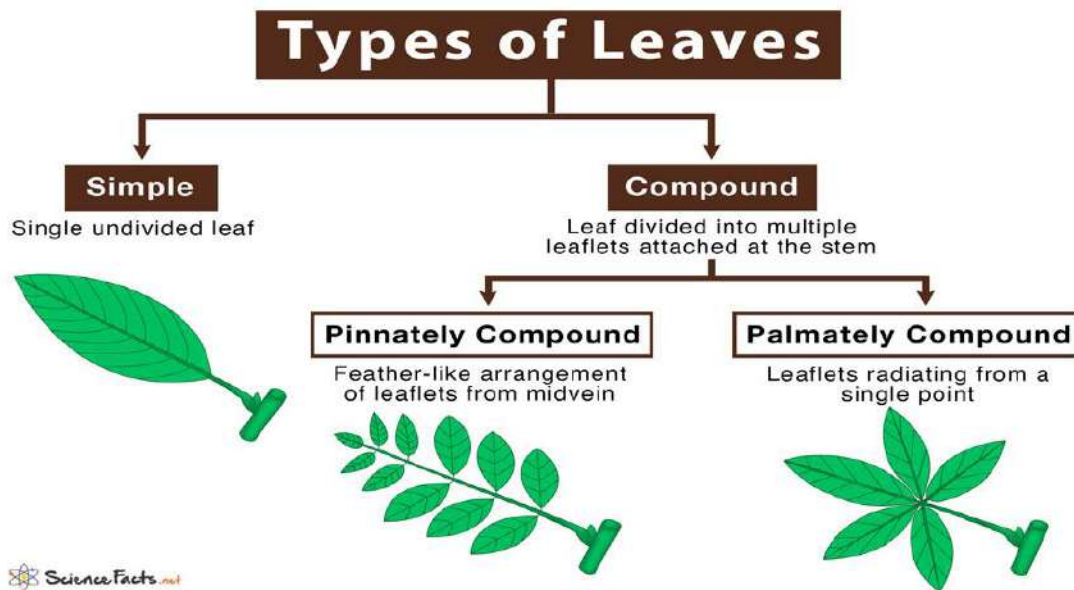 Types of Leaves
Simple
Single undivided leaf
Compound
Leaf divided into multiple
leaflets attached at the stem
Pinnately Compound
Feather-like arrangement
of leaflets from midvein
Palmately Compound
Leaflets radiating from a
single point
ScienceFacts.net